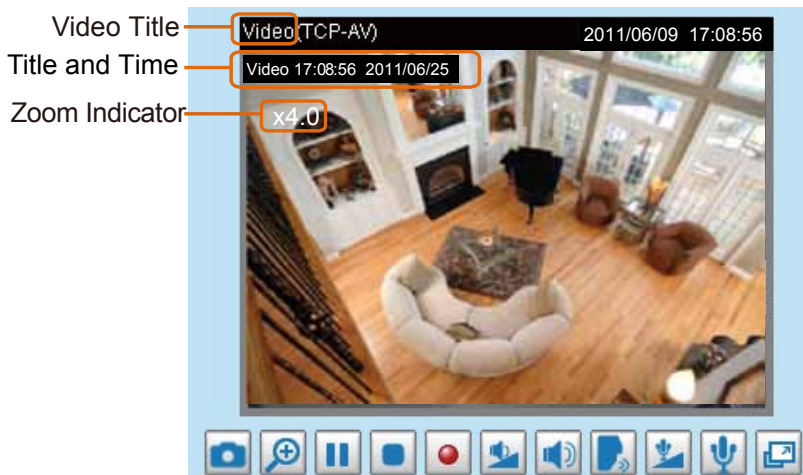 Video Title
Video(TCP-AV) 2011/06/09 17:08:56
Title and Time
Video 17:08:56 2011/06/25
Zoom Indicator
x4.0